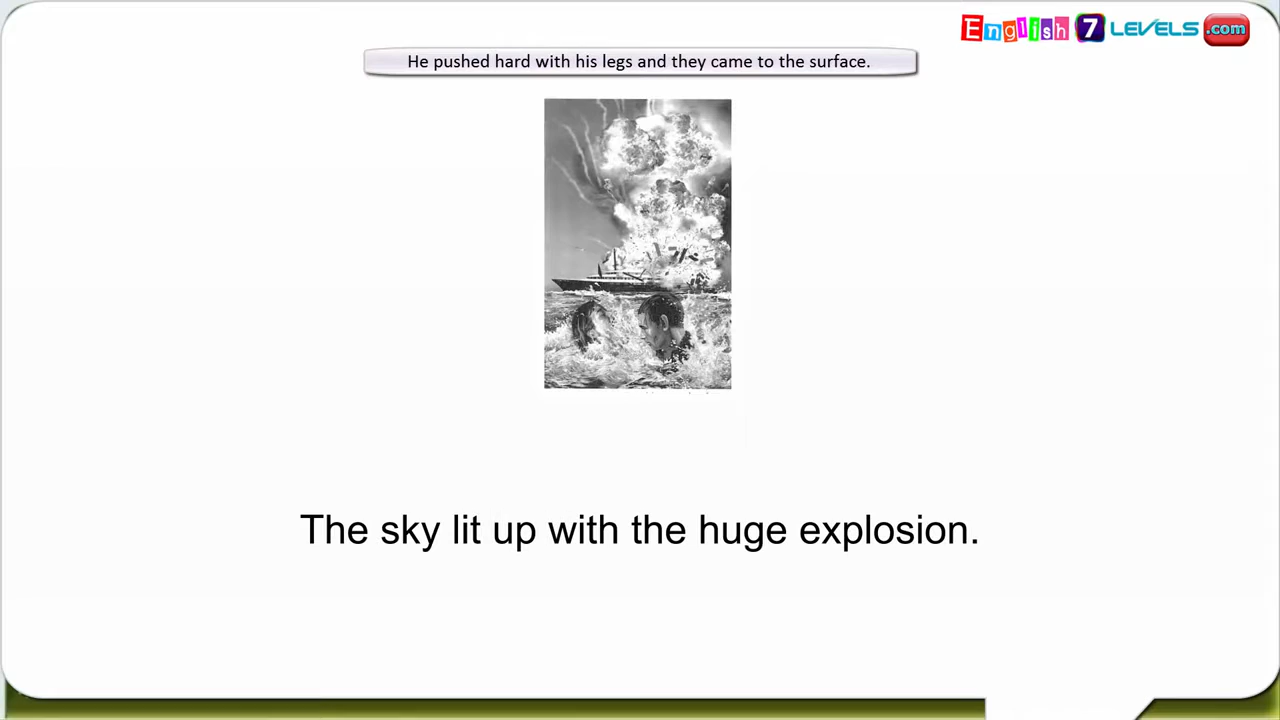 English 7 LEVELS .com
He pushed hard with his legs and they came to the surface.
The sky lit up with the huge explosion.